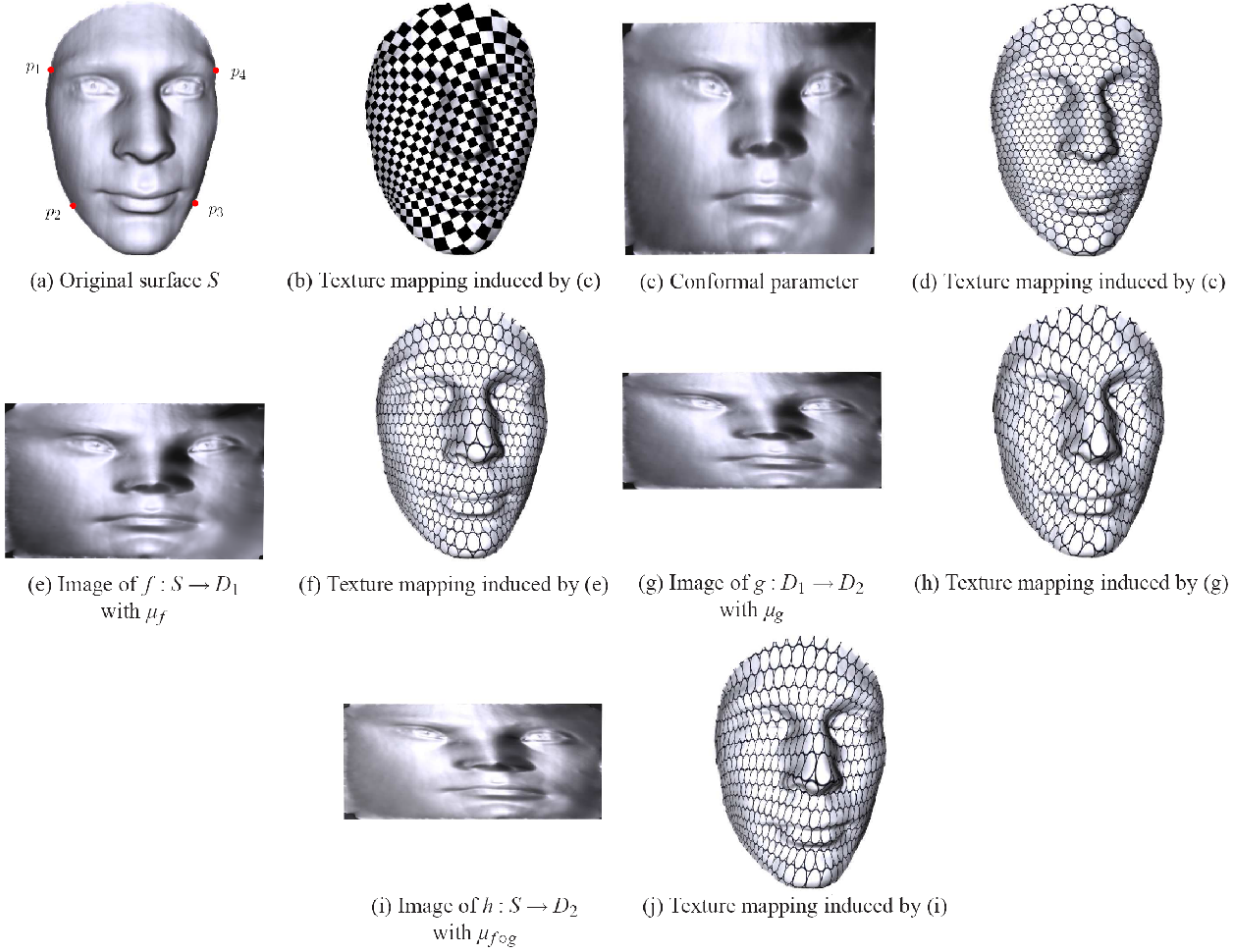 p1
p4
p2
p3
(a) Original surface S
(b) Texture mapping induced by (c)
(c) Conformal parameter
(d) Texture mapping induced by (c)
(e) Image of f : S → D1
with μf
(f) Texture mapping induced by (e)
(g) Image of g : D1 → D2
with μg
(h) Texture mapping induced by (g)
(i) Image of h : S → D2
with μf∘g
(j) Texture mapping induced by (i)